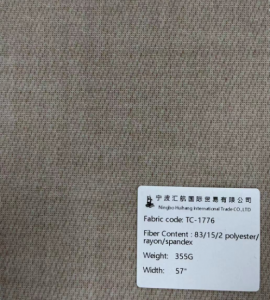 宁波汇航国际贸易有限公司
Ningbo Huihang International Trade CO.,LTD
Fabric code: TC-1776
Fiber Content : 83/15/2 polyester/
rayon/spandex
Weight: 355G
Width: 57"